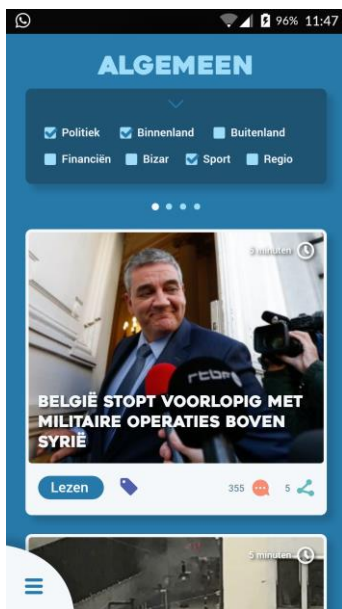 96% 11:47
ALGEMEEN
Politiek Binnenland Buitenland
Financiën Bizar Sport Regio
5 minuten
rtbf
BELGIË STOPT VOORLOPIG MET
MILITAIRE OPERATIES BOVEN
SYRIË
Lezen 355 5
5 minuten